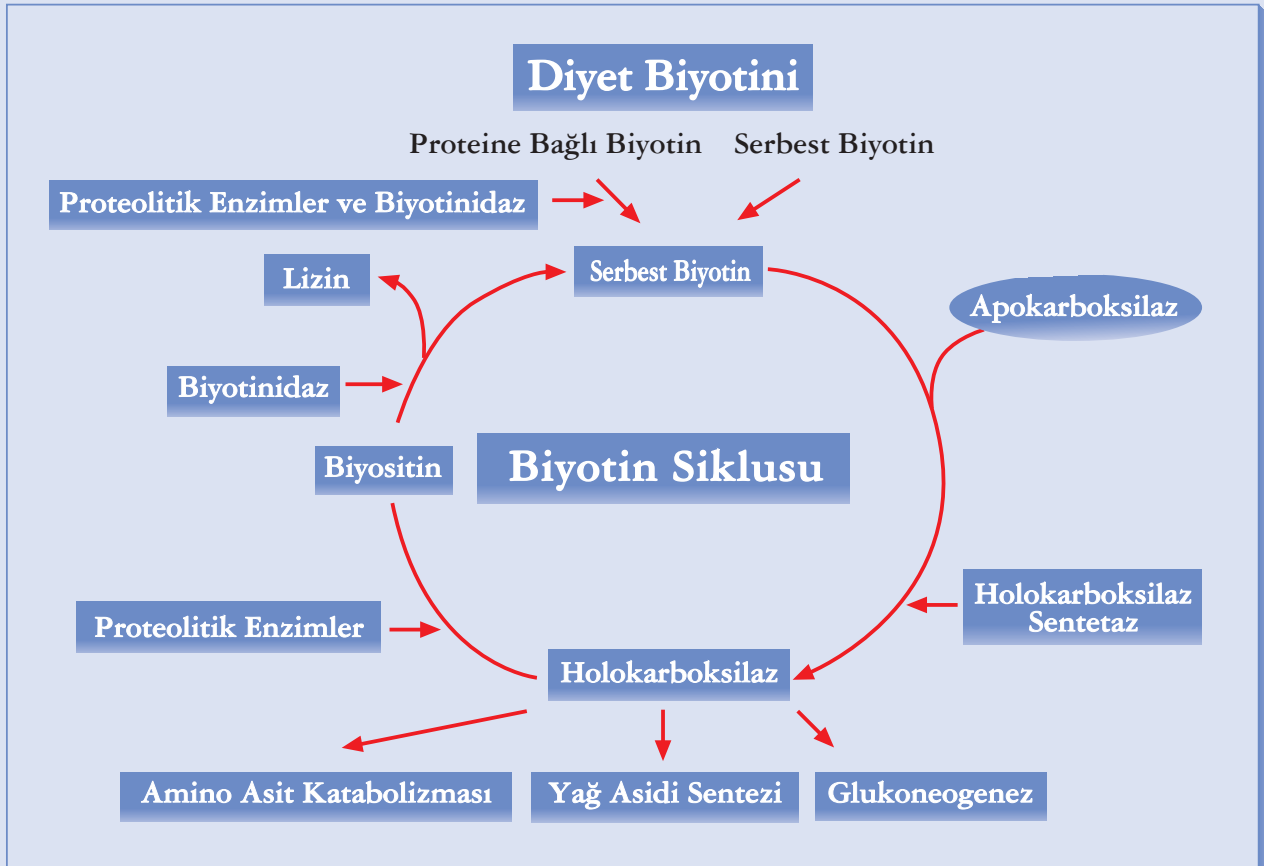 Diyet Biyotini
Proteine Bağlı Biyotin Serbest Biyotin
Proteolitik Enzimler ve Biyotinidaz
Lizin
Serbest Biyotin
Apokarboksilaz
Biyotinidaz
Biyositin
Biyotin Siklusu
Proteolitik Enzimler
Holokarboksilaz
Sentetaz
Holokarboksilaz
Amino Asit Katabolizması
Yağ Asidi Sentezi
Glukoneogenez